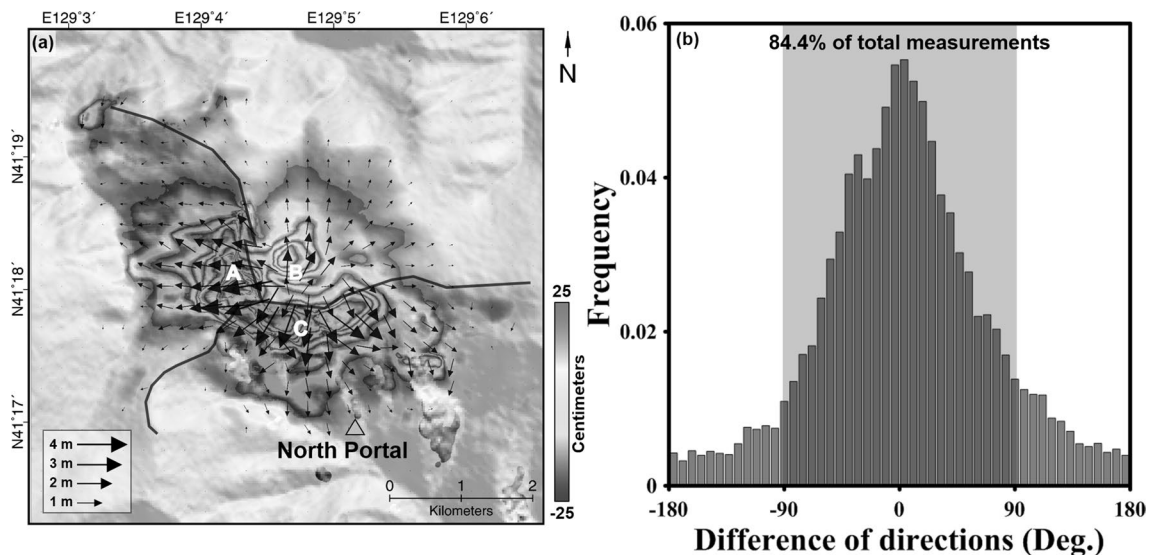 E129°3´ E129°4´ E129°5´ E129°6´
(a)
N
N41°19´
N41°18´
N41°17´
A
B
C
North Portal
4 m
3 m
2 m
1 m
0 1 2
Kilometers
25
Centimeters
-25
(b)
84.4% of total measurements
0.06
0.04
0.02
0
Frequency
-180 -90 0 90 180
Difference of directions (Deg.)